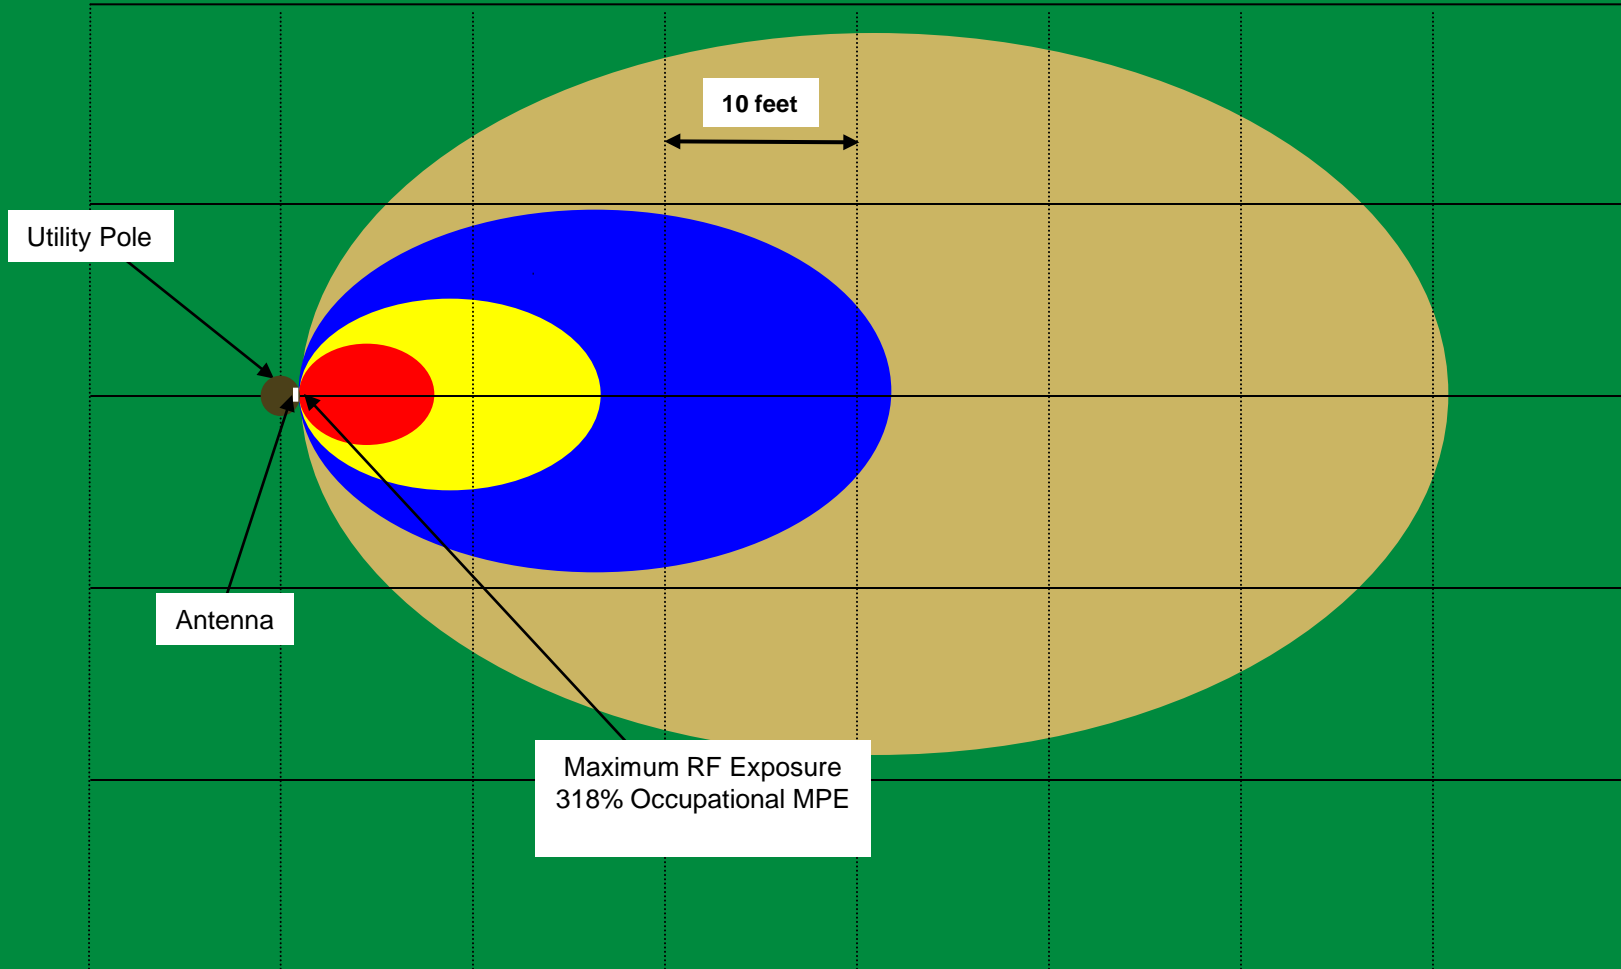 10 feet
Utility Pole
Antenna
Maximum RF Exposure
318% Occupational MPE